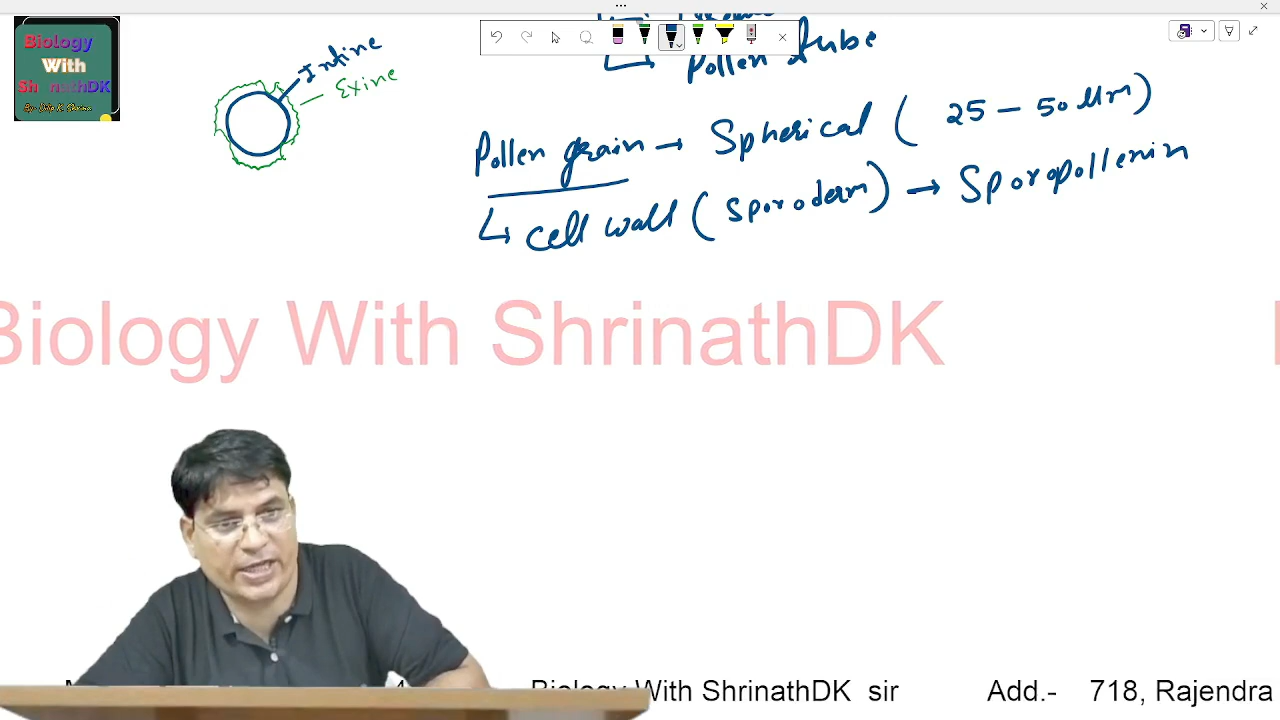 Biology
With
ShrinathDK
Intine
Exine
Pollen tube
Pollen grain → Spherical ( 25 - 50 μm )
↳ Cell wall ( Sporoderm ) → Sporopollenin
Biology With ShrinathDK
Biology With ShrinathDK sir Add.- 718, Rajendra